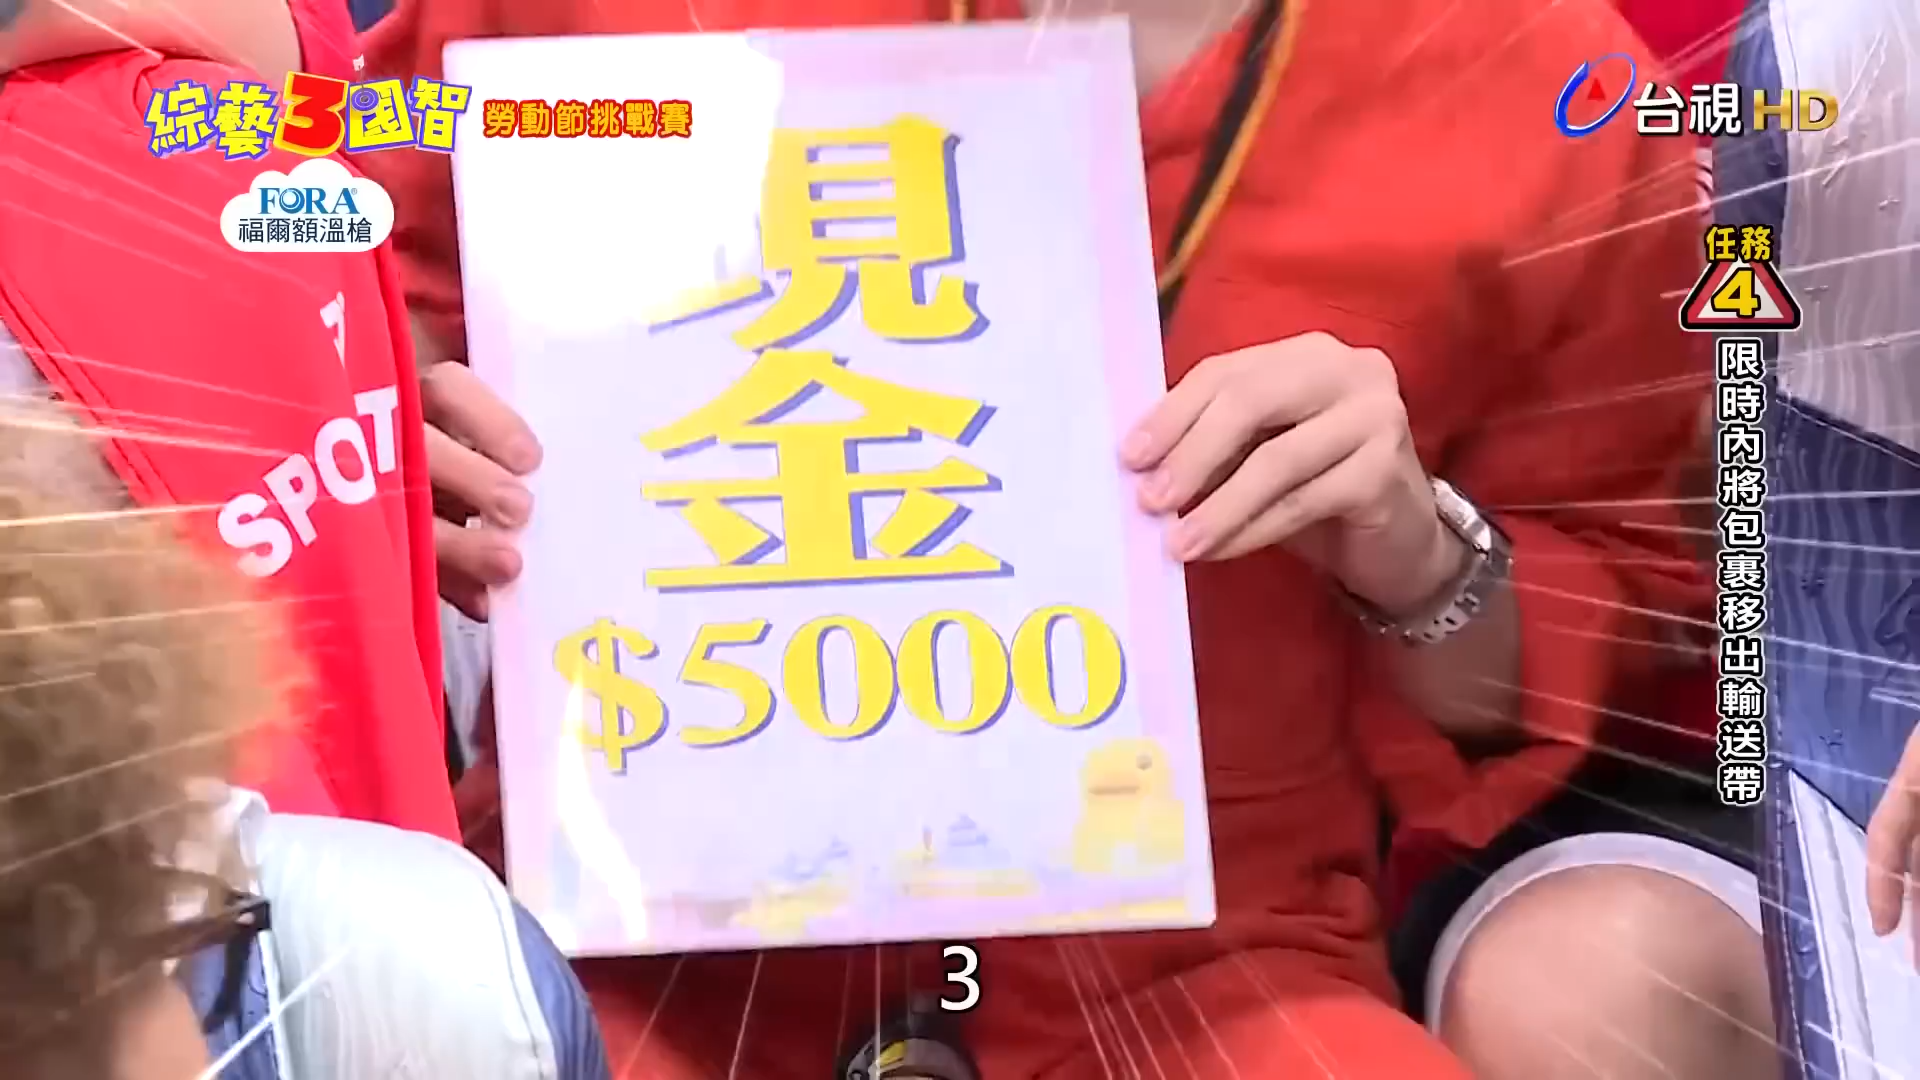 綜藝3國智 勞動節挑戰賽
FORA
福爾額溫槍
台視HD
任務
4
限時內將包裹移出輸送帶
SPOT
現
金
$5000
3